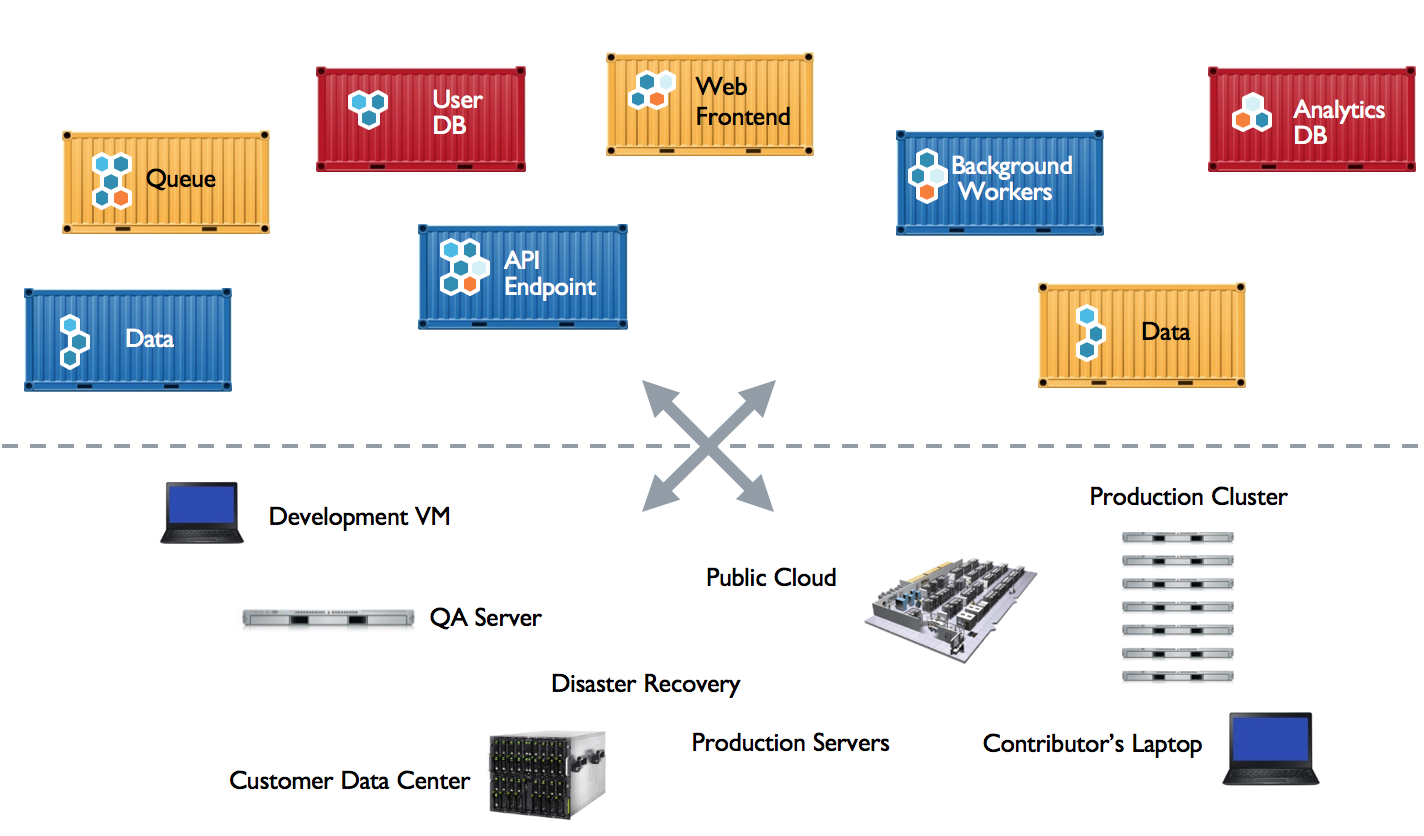 User
DB
Web
Frontend
Analytics
DB
Queue
Background
Workers
API
Endpoint
Data
Data
Development VM
Production Cluster
Public Cloud
QA Server
Disaster Recovery
Production Servers
Contributor’s Laptop
Customer Data Center